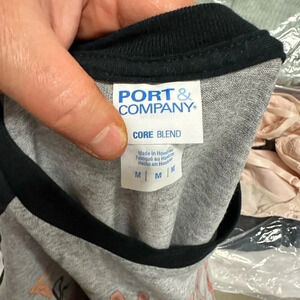 PORT &
COMPANY®
CORE BLEND
Made in Honduras
M M M